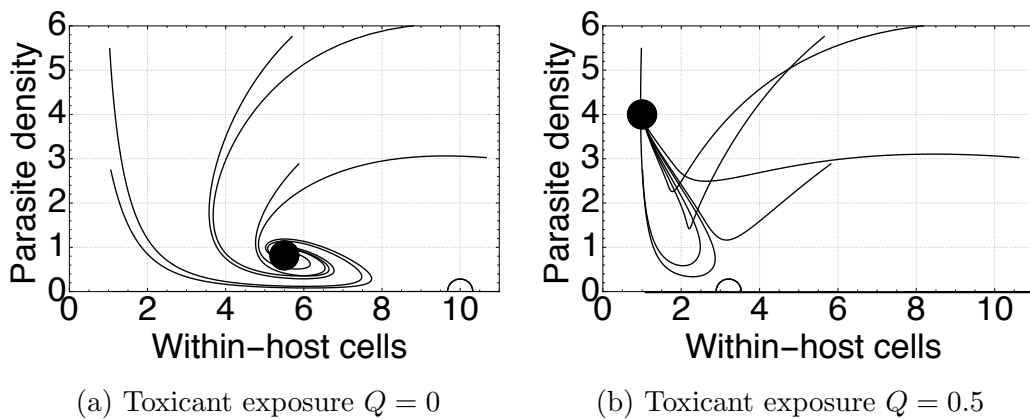 6
5
4
3
2
1
0
Parasite density
0 2 4 6 8 10
Within-host cells
(a) Toxicant exposure Q = 0
6
5
4
3
2
1
0
Parasite density
0 2 4 6 8 10
Within-host cells
(b) Toxicant exposure Q = 0.5